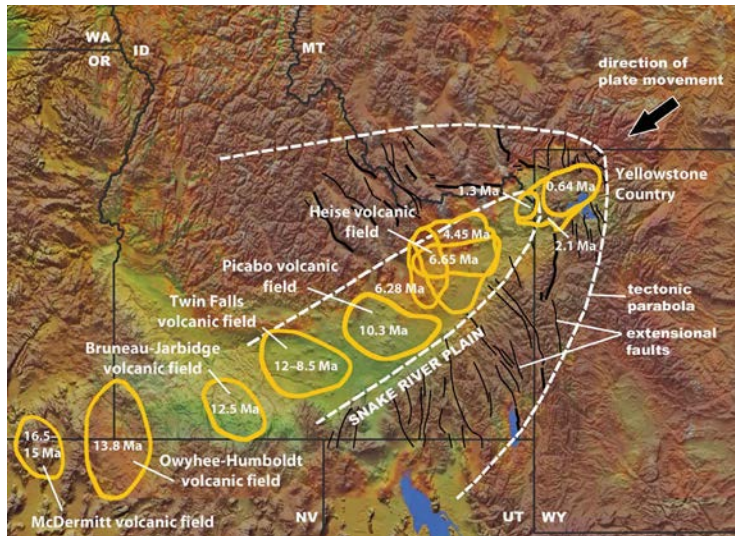 WA
ID
MT
OR
direction of
plate movement
Yellowstone
Country
0.64 Ma
1.3 Ma
2.1 Ma
Heise volcanic
field
4.45 Ma
6.65 Ma
6.28 Ma
Picabo volcanic
field
10.3 Ma
Twin Falls
volcanic field
12–8.5 Ma
Bruneau-Jarbidge
volcanic field
12.5 Ma
tectonic
parabola
extensional
faults
SNAKE RIVER PLAIN
16.5–
15 Ma
13.8 Ma
Owyhee-Humboldt
volcanic field
McDermitt volcanic field
NV
UT
WY